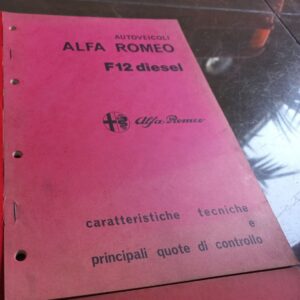 AUTOVEICOLI
ALFA ROMEO
F12 diesel
Alfa-Romeo
caratteristiche tecniche
e
principali quote di controllo